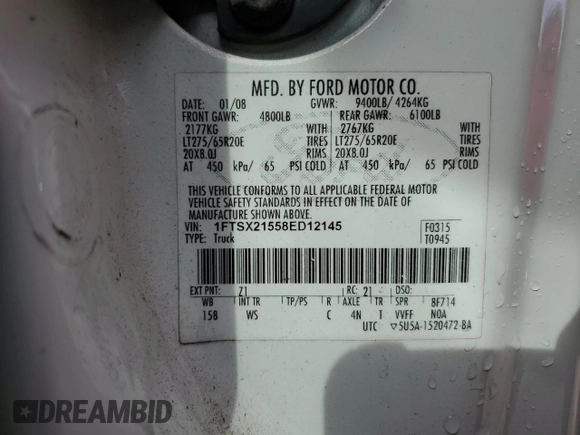 MFD. BY FORD MOTOR CO.
DATE: 01/08 GVWR: 9400LB/ 4264KG
FRONT GAWR: 4800LB REAR GAWR: 6100LB
2177KG WITH 2767KG WITH
LT275/65R20E TIRES LT275/65R20E TIRES
20X8.0J RIMS 20X8.0J RIMS
AT 450 kPa/ 65 PSI COLD AT 450 kPa/ 65 PSI COLD
THIS VEHICLE CONFORMS TO ALL APPLICABLE FEDERAL MOTOR
VEHICLE SAFETY STANDARDS IN EFFECT ON THE DATE OF
MANUFACTURE SHOWN ABOVE.
VIN: 1FTSX21558ED12145 F0315
TYPE: Truck T0945
EXT PNT: Z1 RC: 21 DSO:
WB INT TR TP/PS R AXLE TR SPR 8F714
158 WS C 4N T VVFF NOA
UTC ▽5USA-1520472-BA
DREAMBID